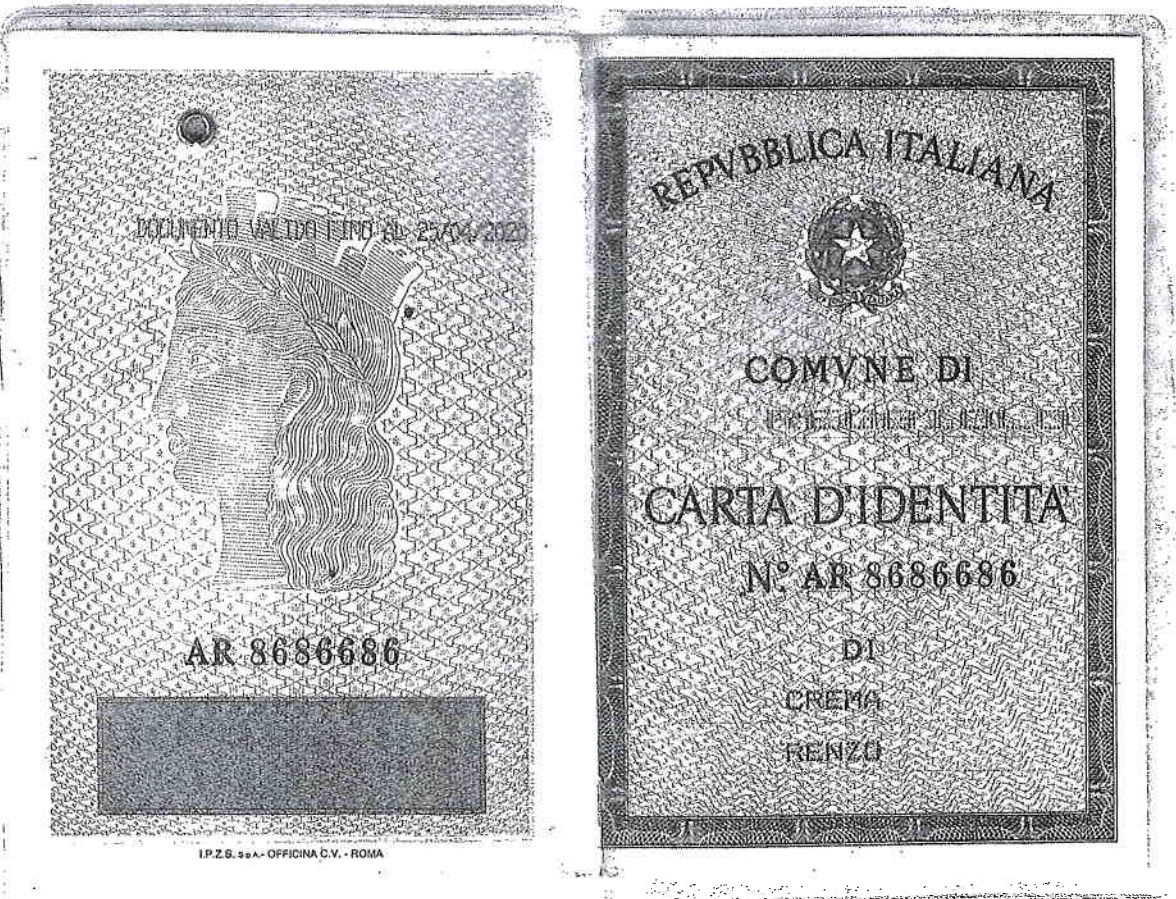 DOCUMENTO VALIDO FINO AL 25/04/202
AR 8686686
I.P.Z.S. S.p.A. - OFFICINA C.V. - ROMA
REPVBBLICA ITALIANA
COMVNE DI
CARTA D'IDENTITA'
N.º AR 8686686
DI
CREMA
RENZO